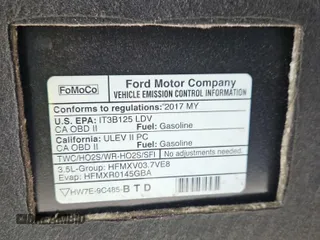 FoMoCo
Ford Motor Company
VEHICLE EMISSION CONTROL INFORMATION
Conforms to regulations: 2017 MY
U.S. EPA: IT3B125 LDV
CA OBD II Fuel: Gasoline
California: ULEV II PC
CA OBD II Fuel: Gasoline
TWC/HO2S/WR-HO2S/SFI No adjustments needed.
3.5L-Group: HFMXV03.7VE8
Evap: HFMXR0145GBA
HW7E-9C485-BTD